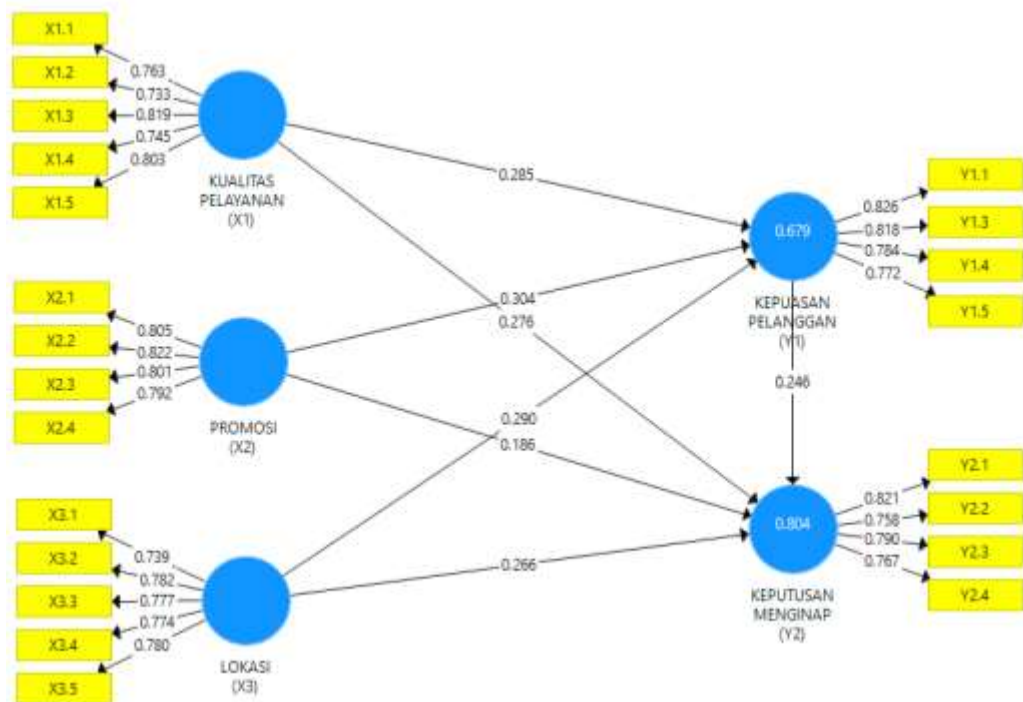 X1.1
X1.2
X1.3
X1.4
X1.5
0.763
0.733
0.819
0.745
0.803
KUALITAS
PELAYANAN
(X1)
X2.1
X2.2
X2.3
X2.4
0.805
0.822
0.801
0.792
PROMOSI
(X2)
X3.1
X3.2
X3.3
X3.4
X3.5
0.739
0.782
0.777
0.774
0.780
LOKASI
(X3)
0.285
0.304
0.276
0.290
0.186
0.266
0.246
0.679
KEPUASAN
PELANGGAN
(Y1)
0.826
0.818
0.784
0.772
Y1.1
Y1.3
Y1.4
Y1.5
0.804
KEPUTUSAN
MENGINAP
(Y2)
0.821
0.758
0.790
0.767
Y2.1
Y2.2
Y2.3
Y2.4